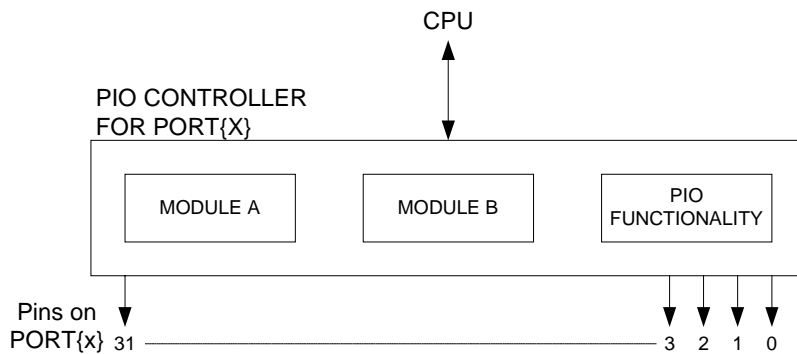 CPU
PIO CONTROLLER
FOR PORT{X}
MODULE A
MODULE B
PIO
FUNCTIONALITY
Pins on
PORT{x} 31 3 2 1 0